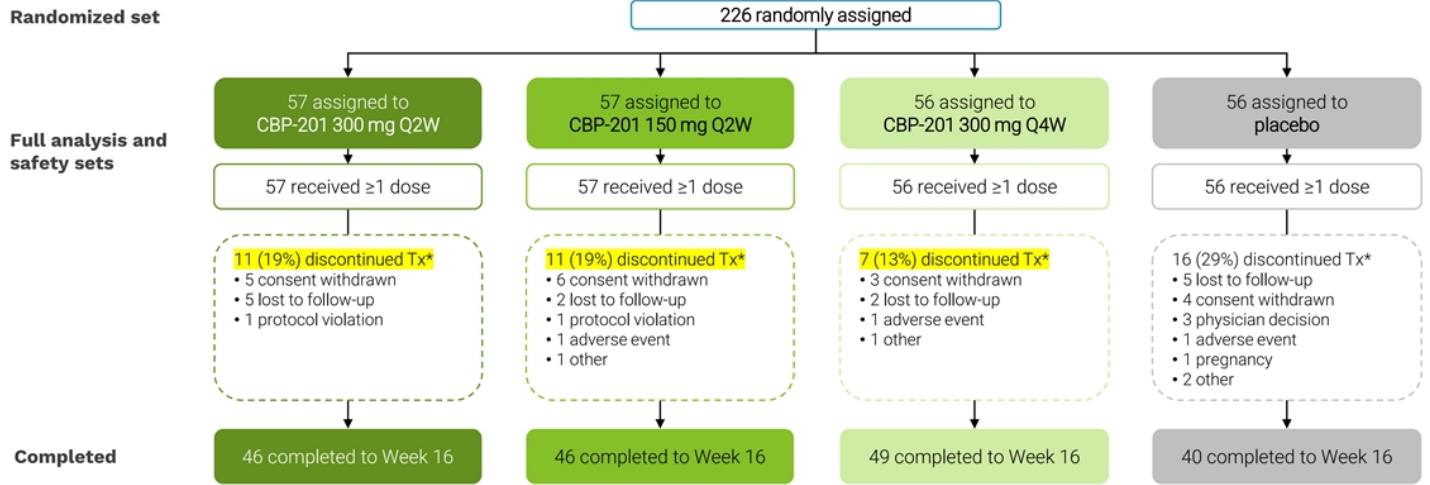 Randomized set
226 randomly assigned
57 assigned to
CBP-201 300 mg Q2W
57 assigned to
CBP-201 150 mg Q2W
56 assigned to
CBP-201 300 mg Q4W
56 assigned to
placebo
Full analysis and
safety sets
57 received ≥1 dose
57 received ≥1 dose
56 received ≥1 dose
56 received ≥1 dose
11 (19%) discontinued Tx*
• 5 consent withdrawn
• 5 lost to follow-up
• 1 protocol violation
11 (19%) discontinued Tx*
• 6 consent withdrawn
• 2 lost to follow-up
• 1 protocol violation
• 1 adverse event
• 1 other
7 (13%) discontinued Tx*
• 3 consent withdrawn
• 2 lost to follow-up
• 1 adverse event
• 1 other
16 (29%) discontinued Tx*
• 5 lost to follow-up
• 4 consent withdrawn
• 3 physician decision
• 1 adverse event
• 1 pregnancy
• 2 other
Completed
46 completed to Week 16
46 completed to Week 16
49 completed to Week 16
40 completed to Week 16